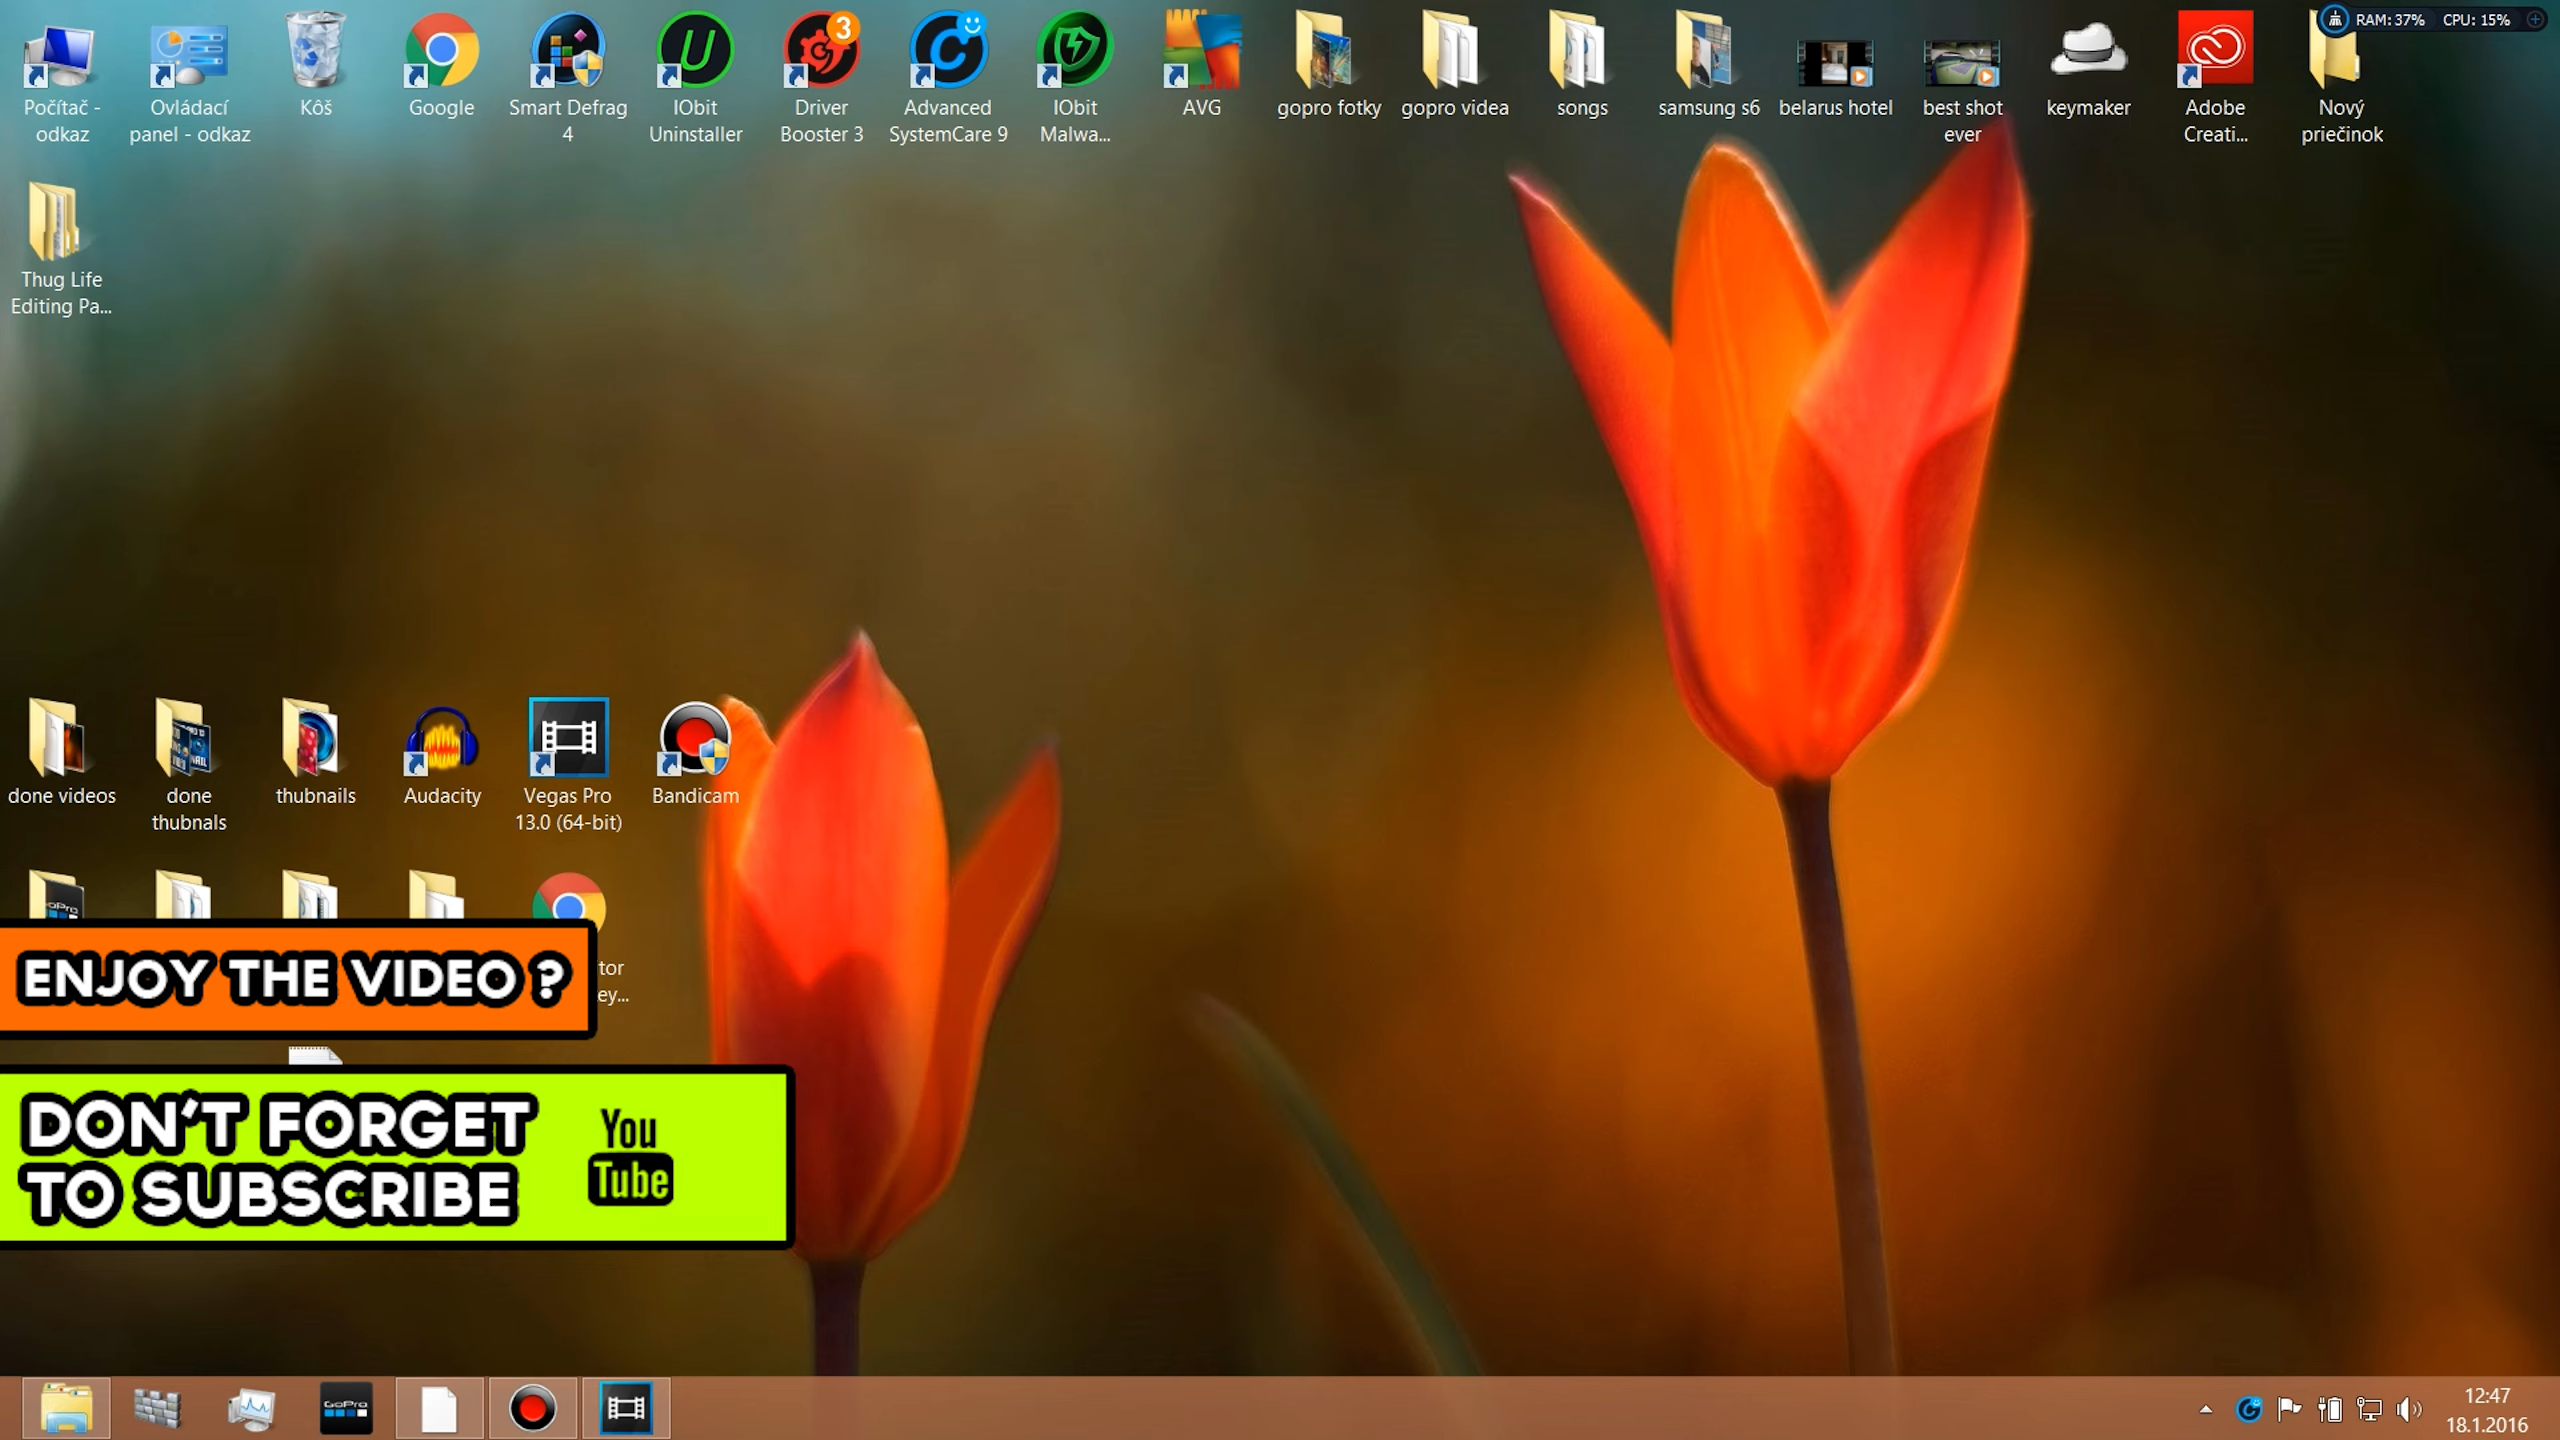 RAM: 37% CPU: 15%
3
Počítač -
odkaz
Ovládací
panel - odkaz
Kôš
Google
Smart Defrag
4
IObit
Uninstaller
Driver
Booster 3
Advanced
SystemCare 9
IObit
Malwa...
AVG
gopro fotky
gopro videa
songs
samsung s6
belarus hotel
best shot
ever
keymaker
Adobe
Creati...
Nový
priečinok
Thug Life
Editing Pa...
done videos
done
thubnals
thubnails
Audacity
Vegas Pro
13.0 (64-bit)
Bandicam
GoPro
ENJOY THE VIDEO ?
DON'T FORGET
TO SUBSCRIBE
You
Tube
GoPro
12:47
18.1.2016